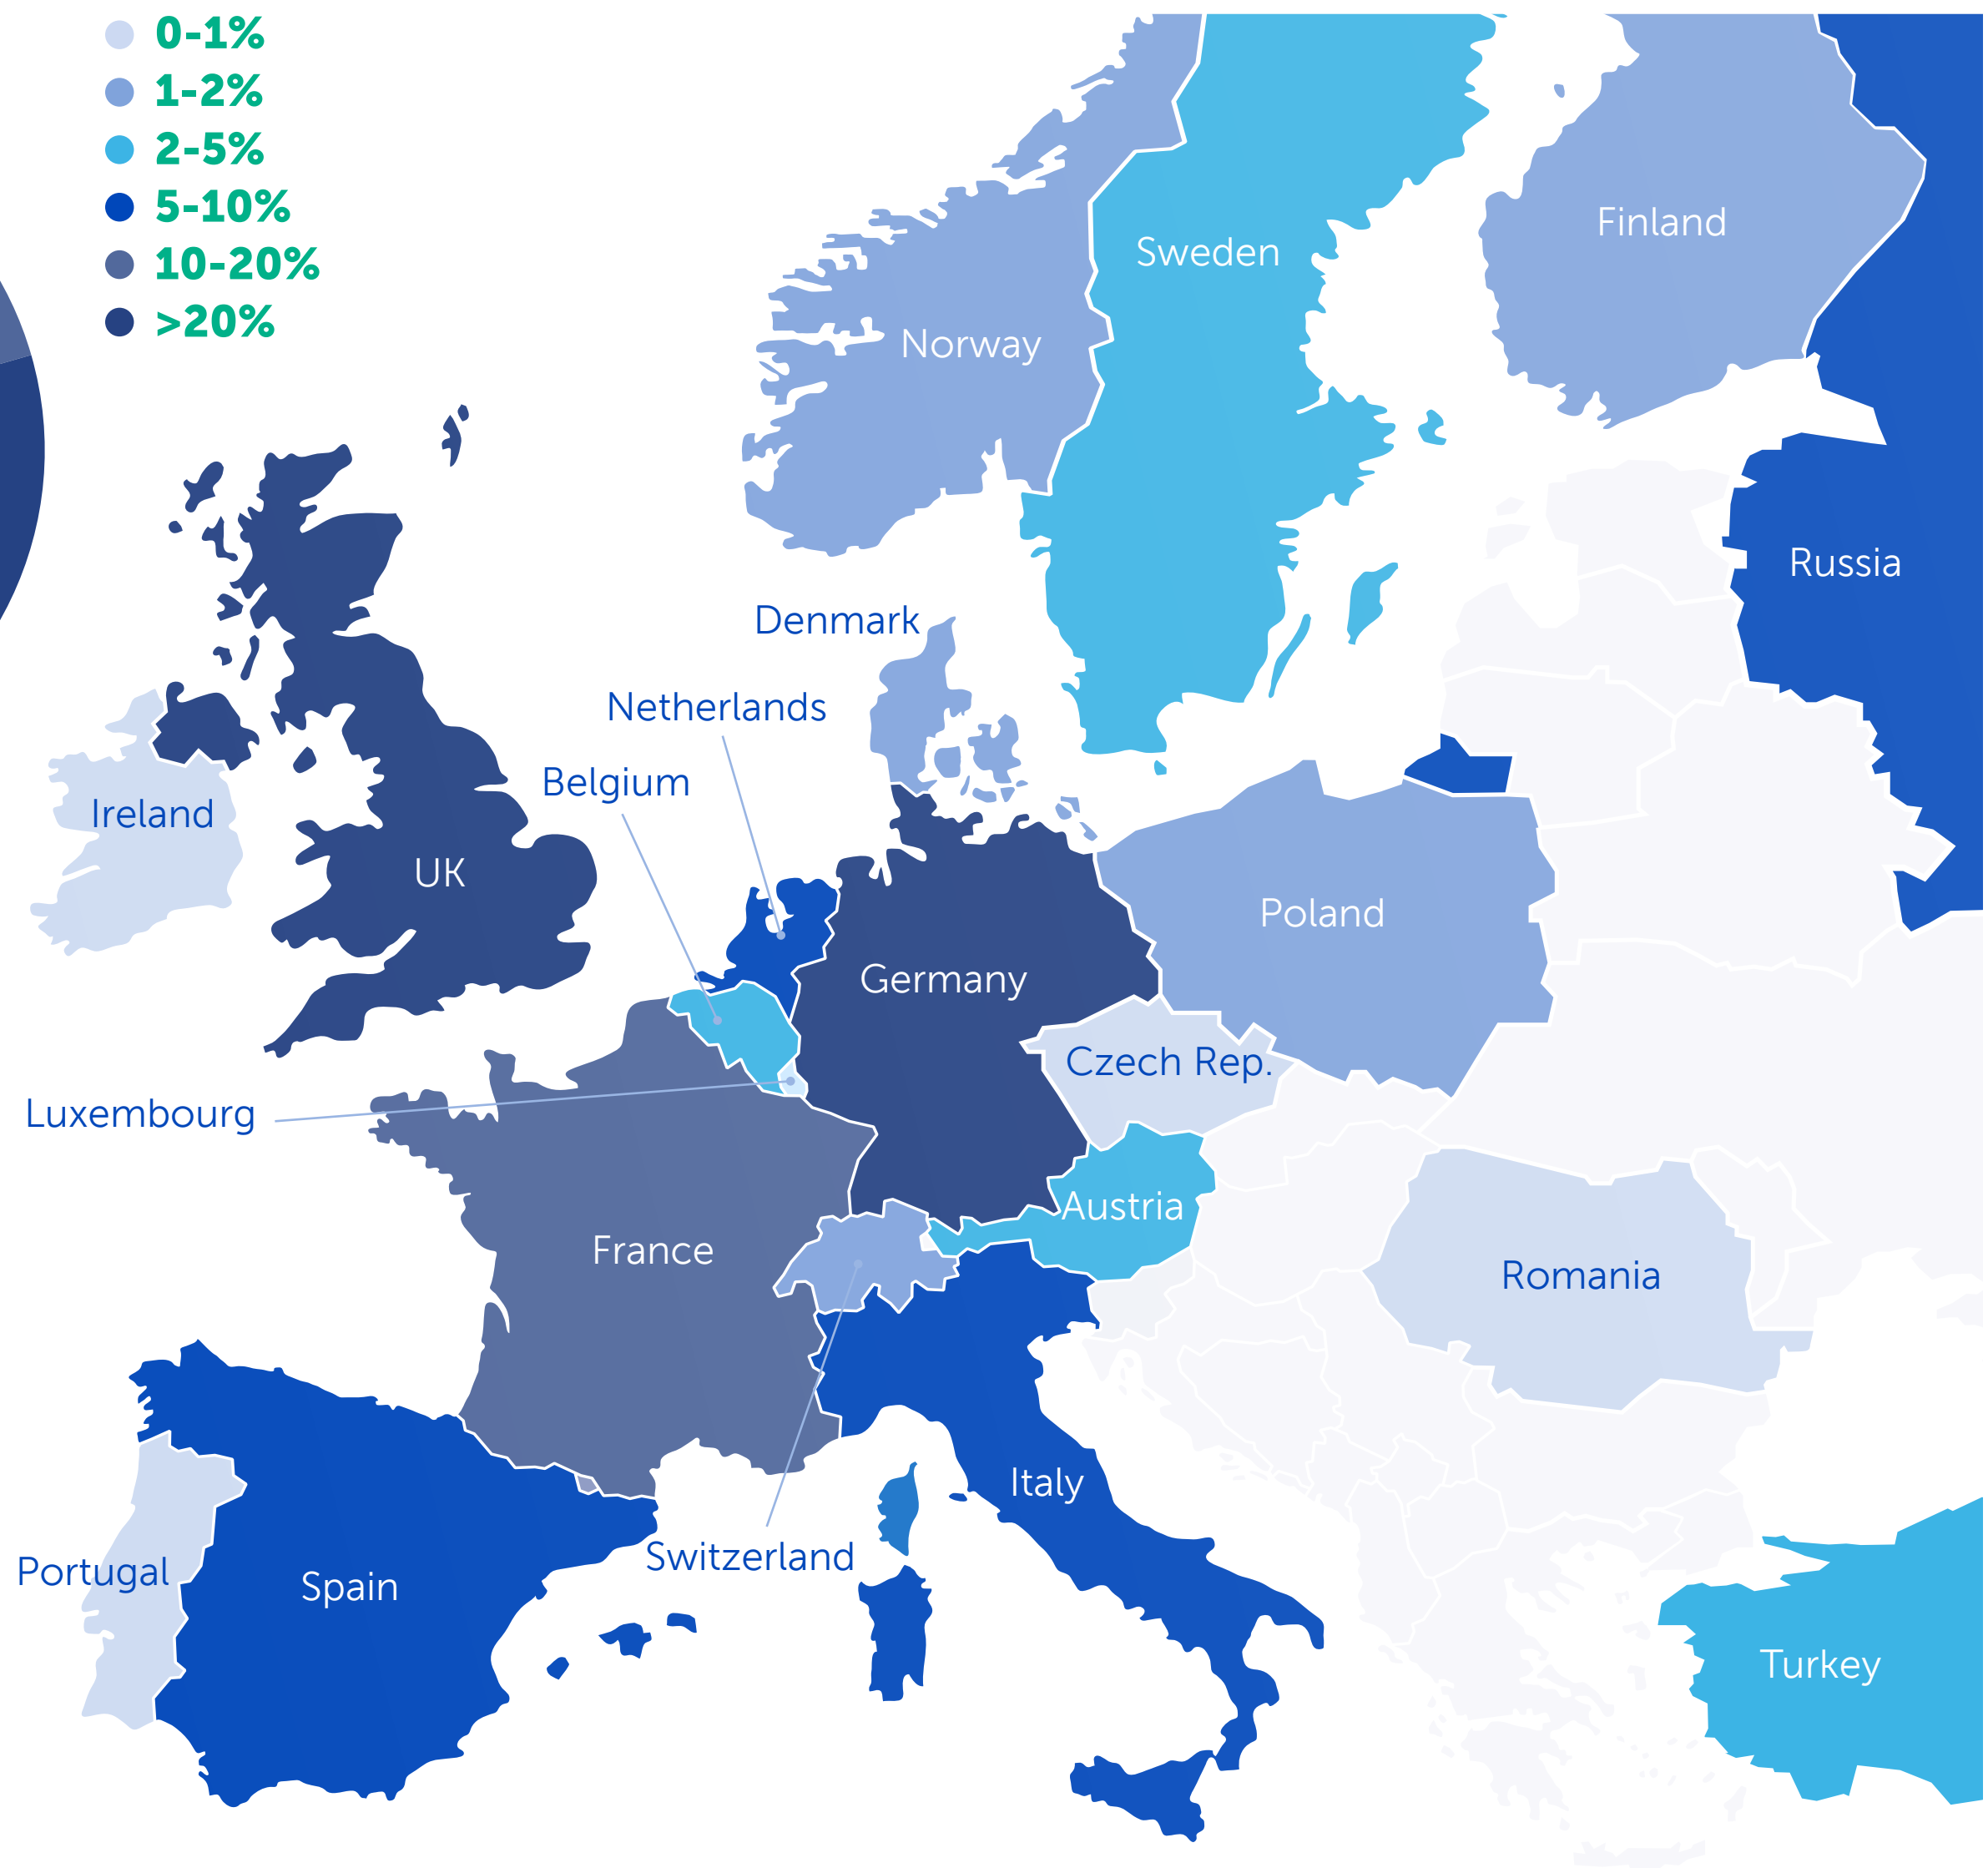 0-1%
1-2%
2-5%
5-10%
10-20%
>20%
Finland
Sweden
Norway
Russia
Denmark
Netherlands
Belgium
Ireland
UK
Poland
Germany
Czech Rep.
Luxembourg
Austria
France
Romania
Italy
Switzerland
Portugal
Spain
Turkey